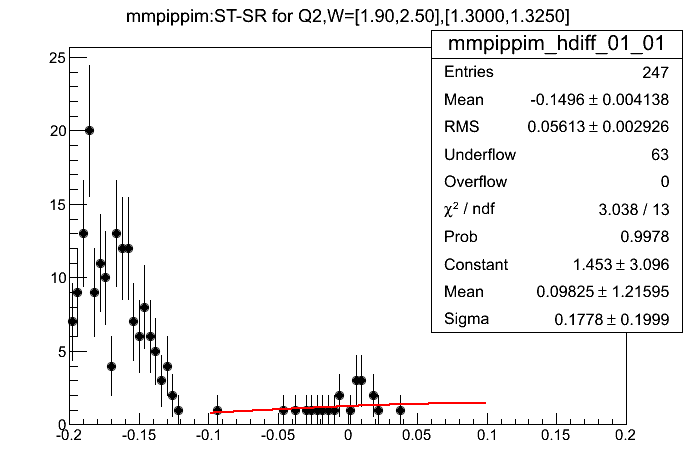 mmpippim:ST-SR for Q2,W=[1.90,2.50],[1.3000,1.3250]
mmpippim_hdiff_01_01
Entries 247
Mean -0.1496 ± 0.004138
RMS 0.05613 ± 0.002926
Underflow 63
Overflow 0
χ² / ndf 3.038 / 13
Prob 0.9978
Constant 1.453 ± 3.096
Mean 0.09825 ± 1.21595
Sigma 0.1778 ± 0.1999
25
20
15
10
5
0
-0.2 -0.15 -0.1 -0.05 0 0.05 0.1 0.15 0.2